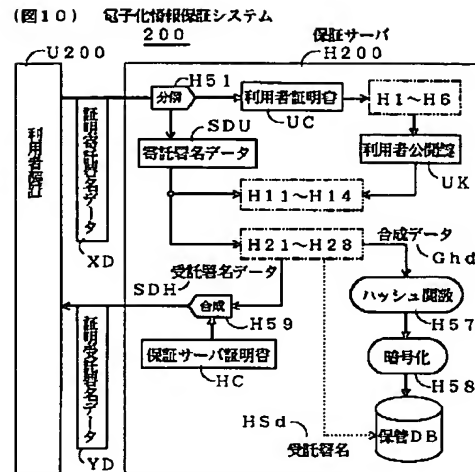 (図10) 電子化情報保証システム
200
U200
保証サーバ
H200
H51
分割
利用者証明書
UC
H1~H6
SDU
寄託署名データ
利用者公開鍵
UK
H11~H14
利用者装置
証明寄託署名データ
XD
H21~H28
合成データ
Ghd
受託署名データ
SDH
ハッシュ関数
H57
合成
H59
暗号化
H58
保証サーバ証明書
HC
証明受託署名データ
YD
HSd
受託署名
保管DB